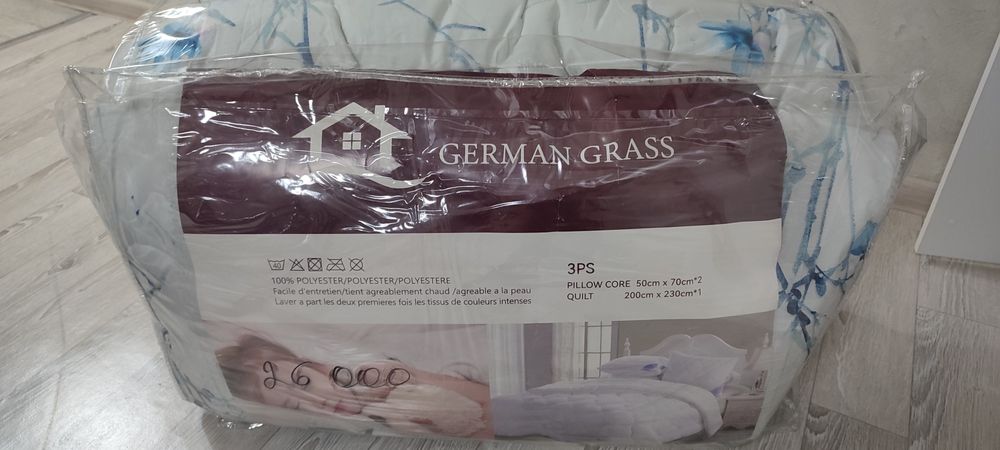 GERMAN GRASS
40
100% POLYESTER/POLYESTER/POLYESTERE
Facile d'entretien/tient agreablement chaud /agreable a la peau
Laver a part les deux premieres fois les tissus de couleurs intenses
3PS
PILLOW CORE 50cm x 70cm*2
QUILT 200cm x 230cm*1
26 000